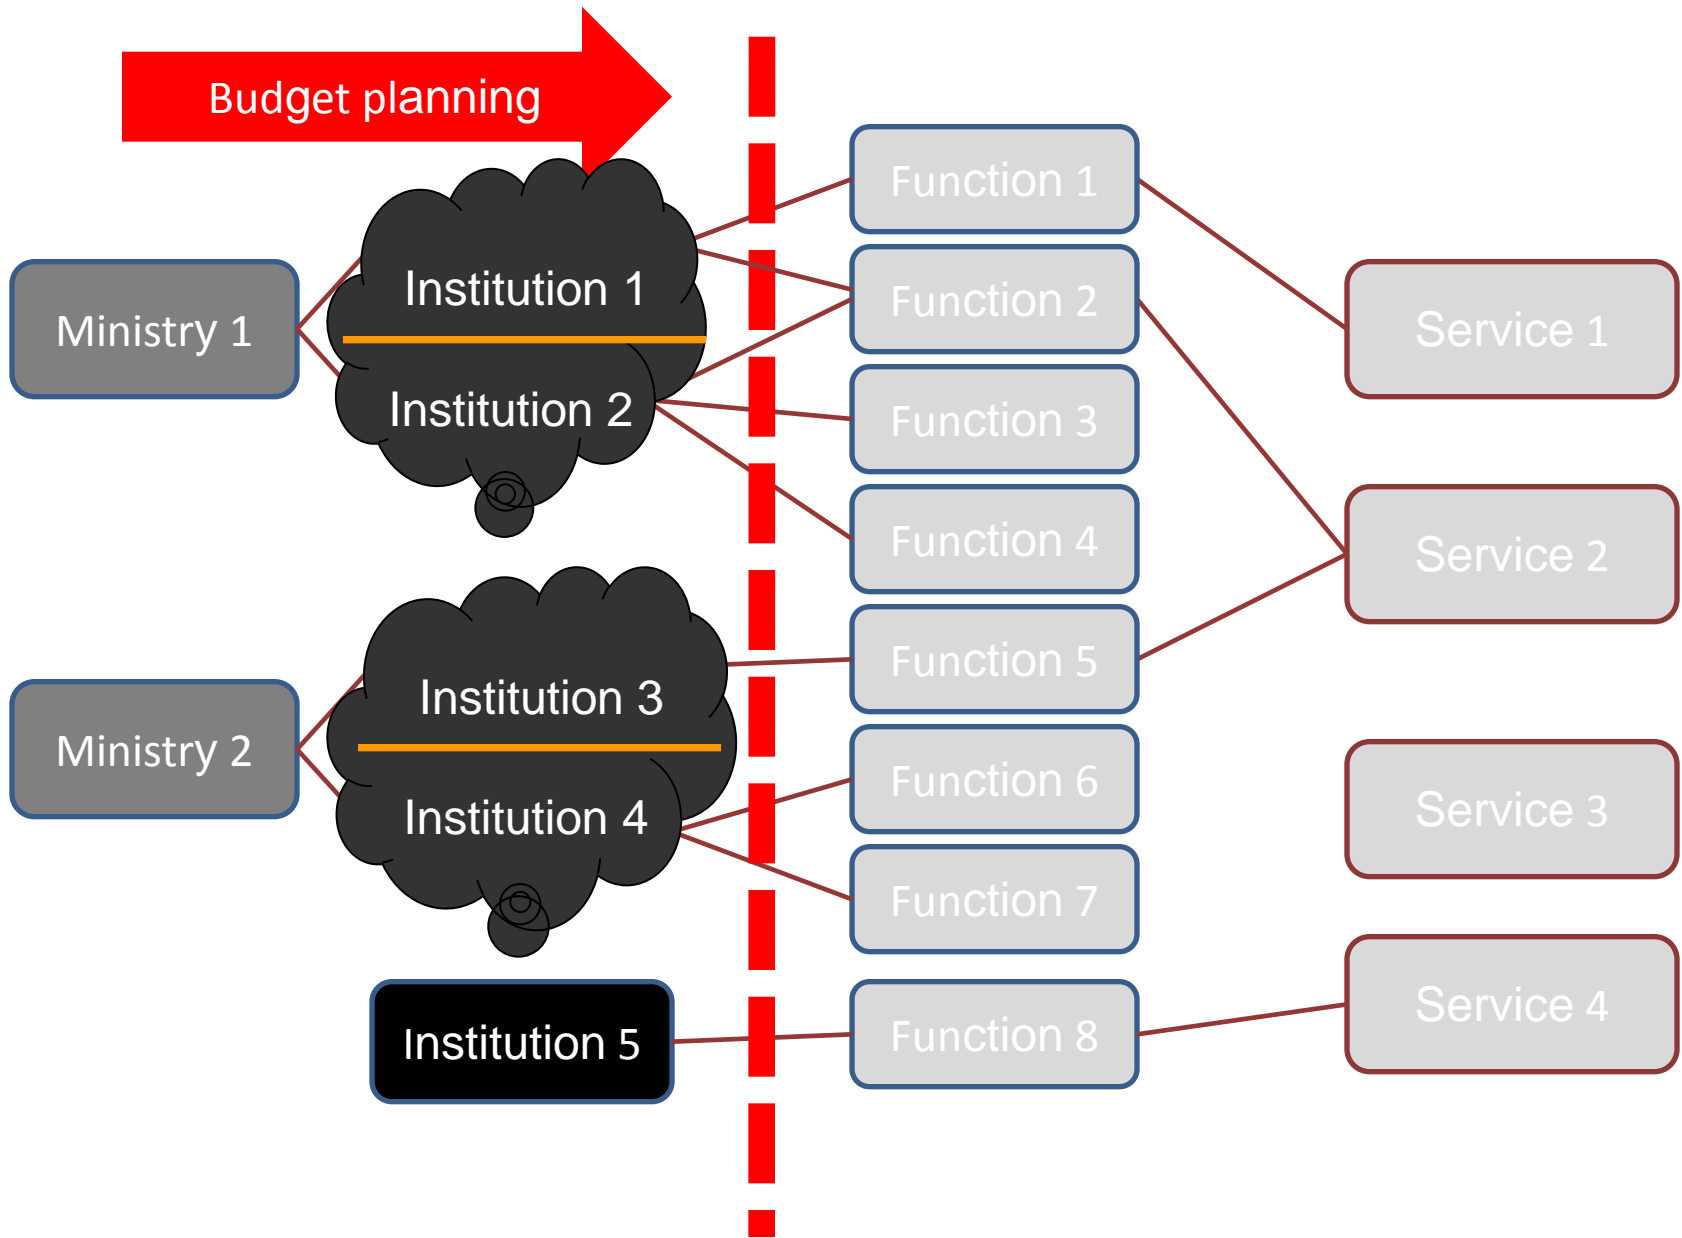 Budget planning
Ministry 1
Institution 1
Institution 2
Ministry 2
Institution 3
Institution 4
Institution 5
Function 1
Function 2
Function 3
Function 4
Function 5
Function 6
Function 7
Function 8
Service 1
Service 2
Service 3
Service 4